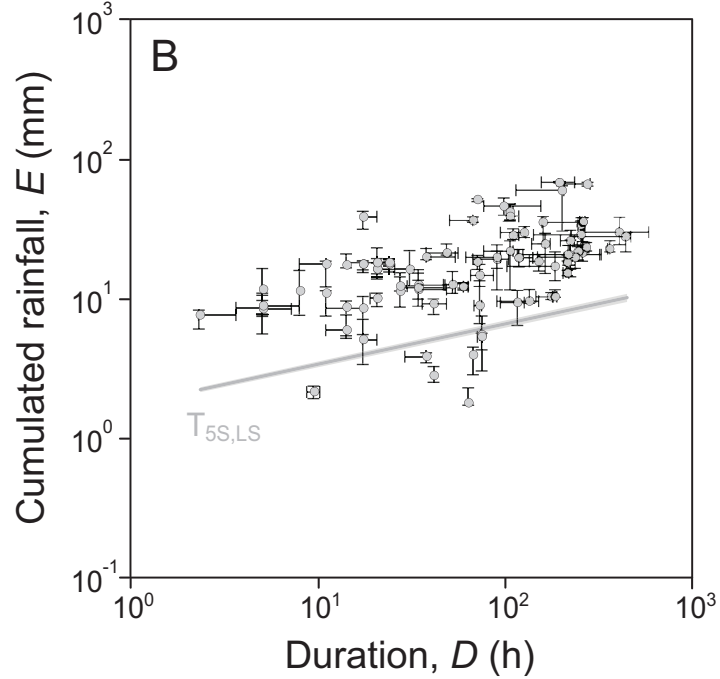 B
10³
10²
10¹
10⁰
10⁻¹
Cumulated rainfall, E (mm)
T5S,LS
10⁰ 10¹ 10² 10³
Duration, D (h)